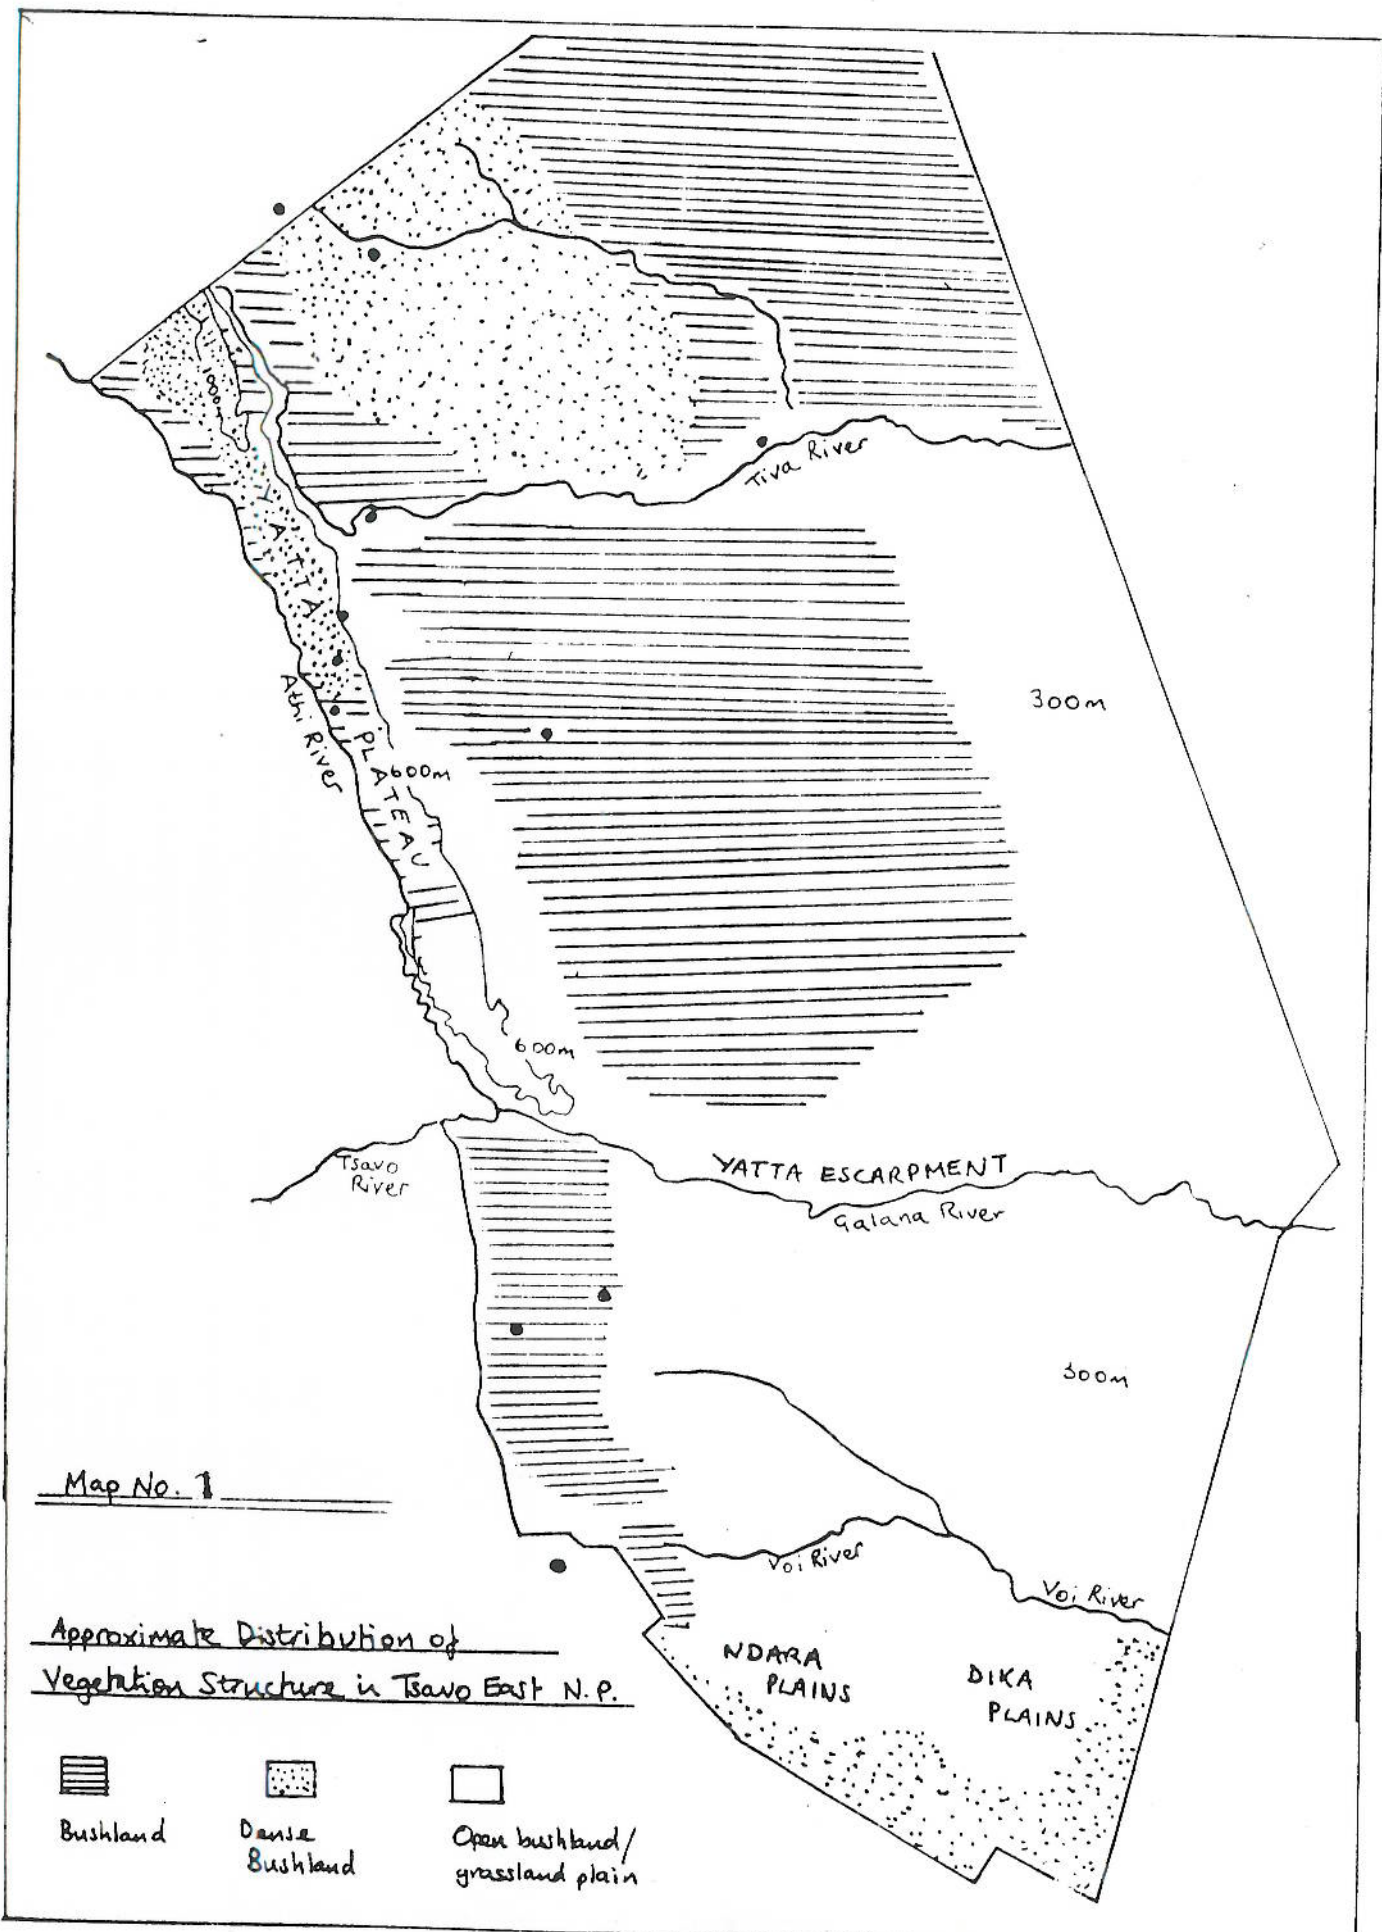 1000m
Tiva River
YATTA
PLATEAU
Athi River
300m
600m
600m
Tsavo
River
YATTA ESCARPMENT
Galana River
300m
Map No. 1
Voi River
Voi River
Approximate Distribution of
Vegetation Structure in Tsavo East N.P.
NDARA
PLAINS
DIKA
PLAINS
Bushland
Dense
Bushland
Open bushland/
grassland plain